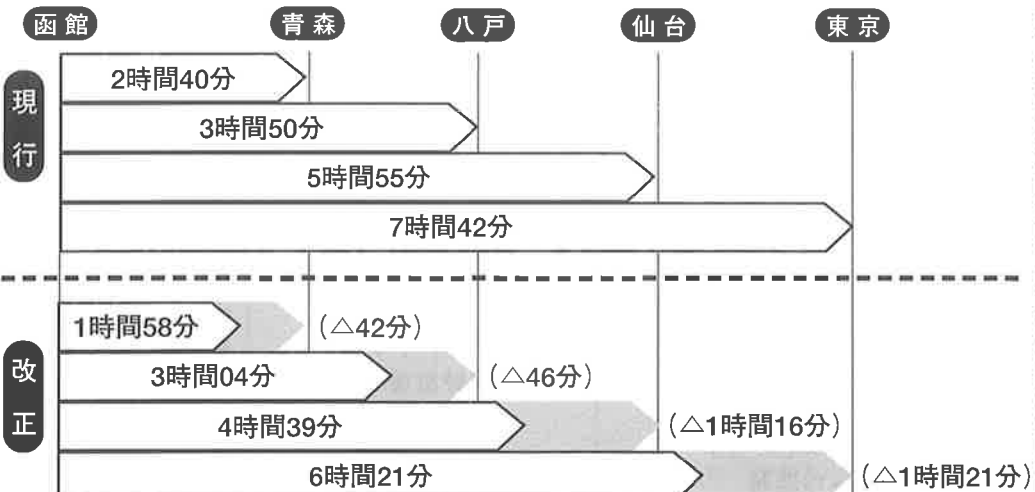 函館 青森 八戸 仙台 東京
現行
2時間40分
3時間50分
5時間55分
7時間42分
改正
1時間58分 (△42分)
3時間04分 (△46分)
4時間39分 (△1時間16分)
6時間21分 (△1時間21分)